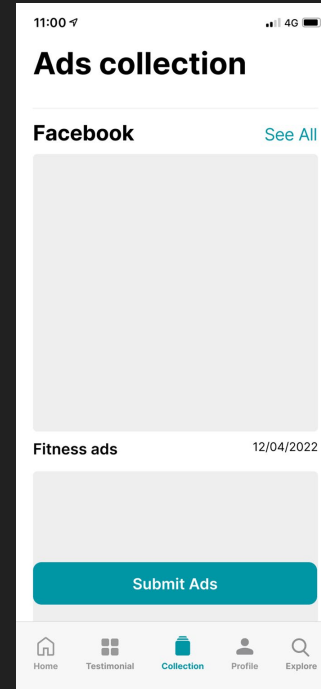 11:00 4G
Ads collection
Facebook See All
Fitness ads 12/04/2022
Submit Ads
Home Testimonial Collection Profile Explore